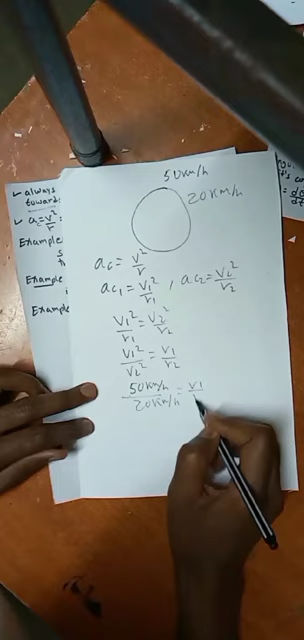 50km/h
20km/h
✓ always
towards
✓ ac=v²/r
Example
Example
Example
ac=v²/r
ac1=v1²/r1, ac2=v2²/r2
v1²/r1=v2²/r2
v1²/v2²=v1/r2
50km/h/20km/h=v1